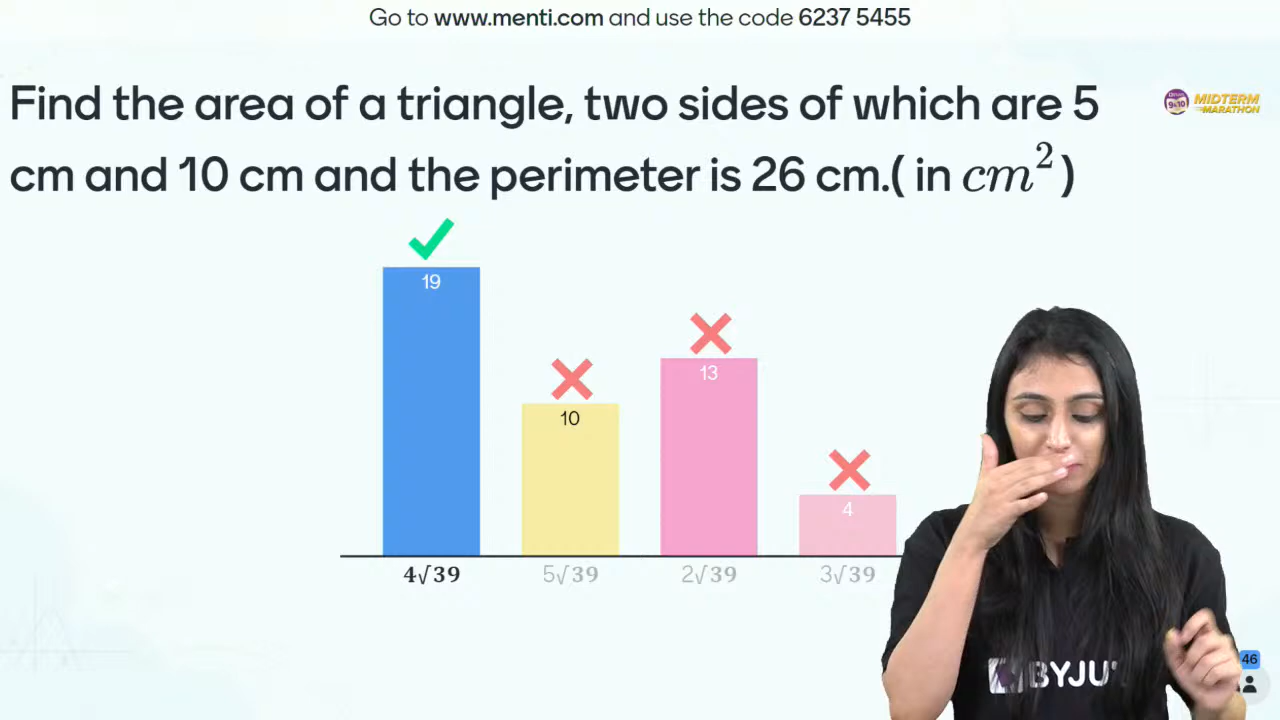 Go to www.menti.com and use the code 6237 5455
Find the area of a triangle, two sides of which are 5
cm and 10 cm and the perimeter is 26 cm.( in cm² )
9&10
MIDTERM
MARATHON
19
10
13
4
4√39
5√39
2√39
3√39
BYJU'
46